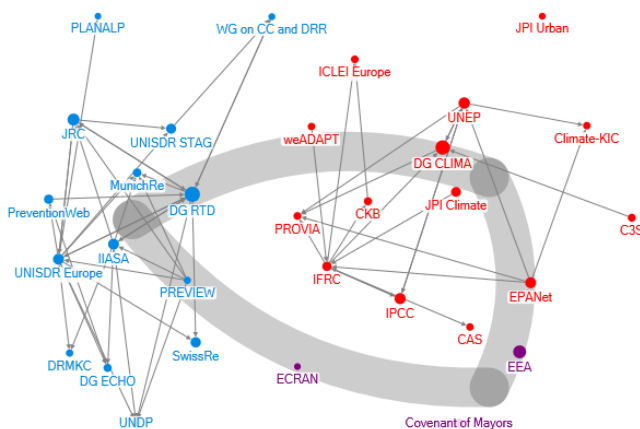 PLANALP
WG on CC and DRR
JPI Urban
ICLEI Europe
JRC
UNISDR STAG
UNEP
Climate-KIC
weADAPT
DG CLIMA
MunichRe
DG RTD
JPI Climate
PreventionWeb
CKB
PROVIA
C3S
UNISDR Europe
IIASA
IFRC
PREVIEW
EPANet
IPCC
CAS
SwissRe
DRMKC
DG ECHO
ECRAN
EEA
UNDP
Covenant of Mayors